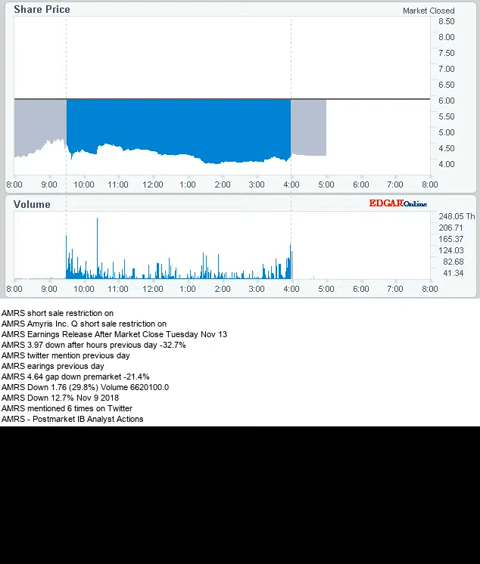 Share Price
Market Closed
8.50
8.00
7.50
7.00
6.50
6.00
5.50
5.00
4.50
4.00
8:00 9:00 10:00 11:00 12:00 1:00 2:00 3:00 4:00 5:00 6:00 7:00 8:00
Volume
EDGAR Online
248.05 Th
206.71
165.37
124.03
82.68
41.34
8:00 9:00 10:00 11:00 12:00 1:00 2:00 3:00 4:00 5:00 6:00 7:00 8:00
AMRS short sale restriction on
AMRS Amyris Inc. Q short sale restriction on
AMRS Earnings Release After Market Close Tuesday Nov 13
AMRS 3.97 down after hours previous day -32.7%
AMRS twitter mention previous day
AMRS earings previous day
AMRS 4.64 gap down premarket -21.4%
AMRS Down 1.76 (29.8%) Volume 6620100.0
AMRS Down 12.7% Nov 9 2018
AMRS mentioned 6 times on Twitter
AMRS - Postmarket IB Analyst Actions